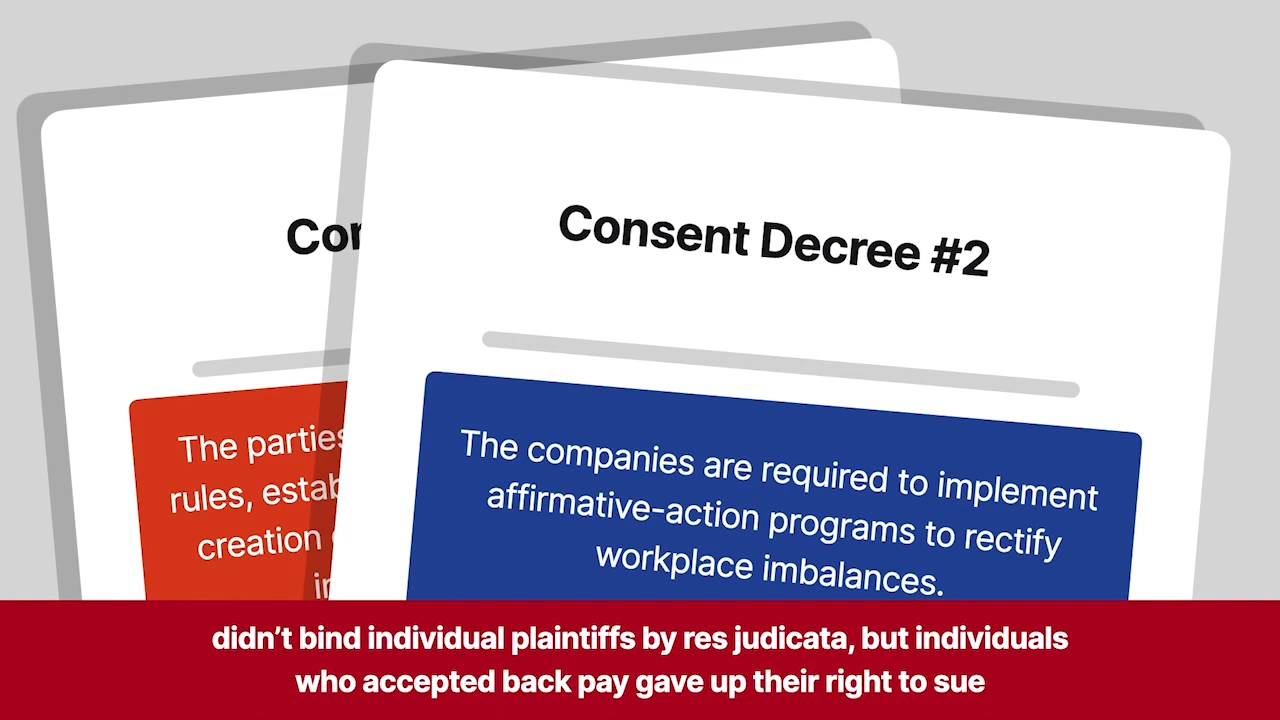 Consent Decree #2
The parties
rules,
creation
The companies are required to implement
affirmative-action programs to rectify
workplace imbalances.
didn’t bind individual plaintiffs by res judicata, but individuals
who accepted back pay gave up their right to sue